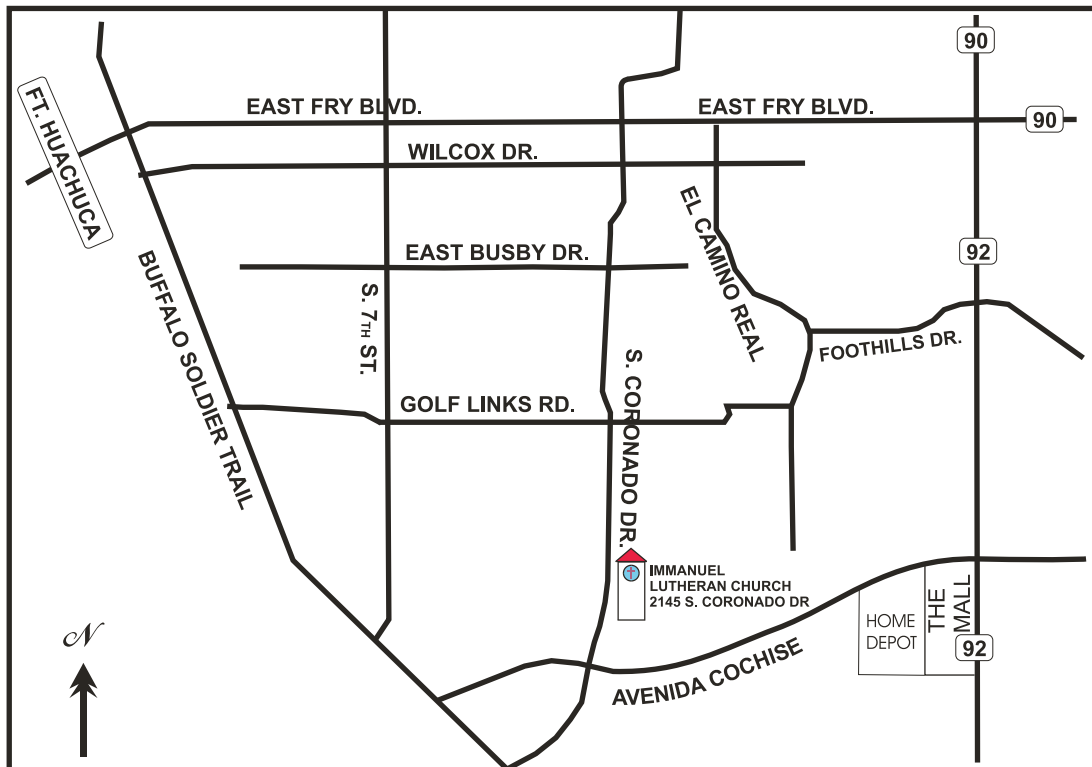 90
EAST FRY BLVD.
EAST FRY BLVD.
90
FT. HUACHUCA
WILCOX DR.
EL CAMINO REAL
EAST BUSBY DR.
92
BUFFALO SOLDIER TRAIL
S. 7TH ST.
S. CORONADO DR.
FOOTHILLS DR.
GOLF LINKS RD.
IMMANUEL
LUTHERAN CHURCH
2145 S. CORONADO DR
HOME
DEPOT
THE
MALL
92
AVENIDA COCHISE
N